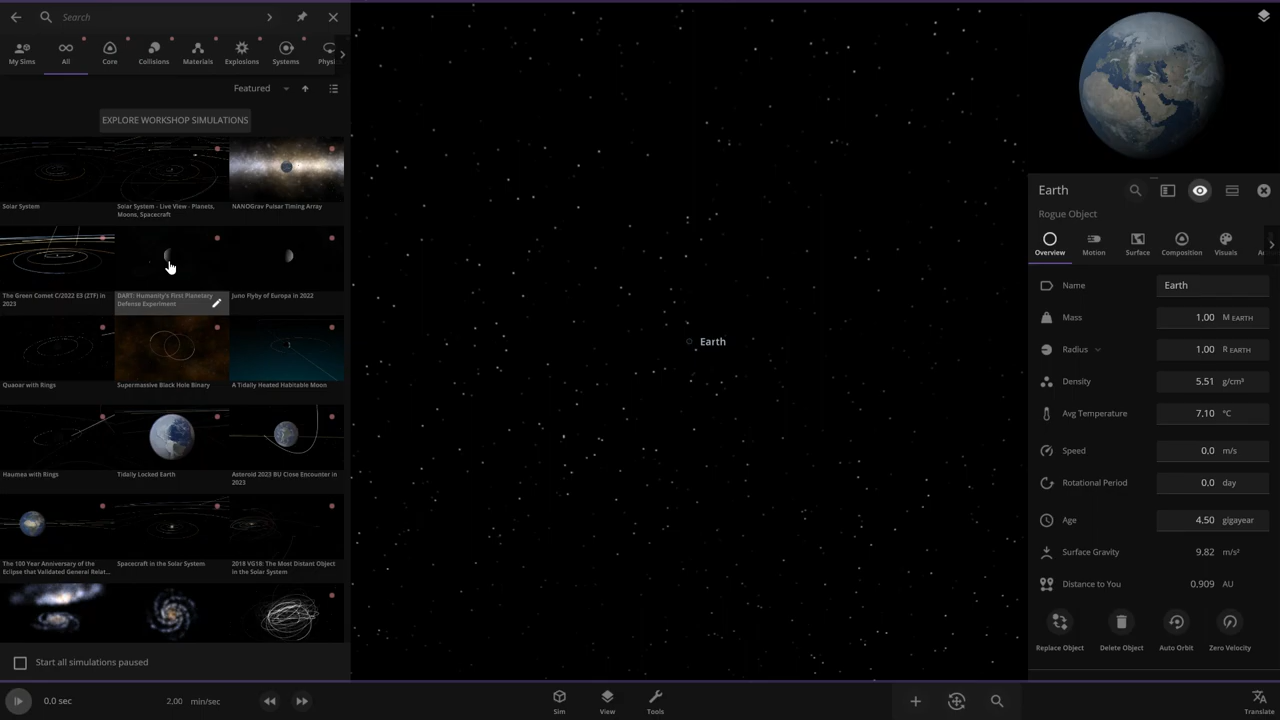 Search
My Sims
All
Core
Collisions
Materials
Explosions
Systems
Physi
Featured
EXPLORE WORKSHOP SIMULATIONS
Solar System
Solar System - Live View - Planets,
Moons, Spacecraft
NANOGrav Pulsar Timing Array
The Green Comet C/2022 E3 (ZTF) in
2023
DART: Humanity's First Planetary
Defense Experiment
Juno Flyby of Europa in 2022
Quaoar with Rings
Supermassive Black Hole Binary
A Tidally Heated Habitable Moon
Haumea with Rings
Tidally Locked Earth
Asteroid 2023 BU Close Encounter in
2023
The 100 Year Anniversary of the
Eclipse that Validated General Relat...
Spacecraft in the Solar System
2018 VG18: The Most Distant Object
in the Solar System
Start all simulations paused
0.0 sec
2.00 min/sec
Earth
Sim
View
Tools
Earth
Rogue Object
Overview
Motion
Surface
Composition
Visuals
A
Name Earth
Mass 1.00 M EARTH
Radius 1.00 R EARTH
Density 5.51 g/cm³
Avg Temperature 7.10 °C
Speed 0.0 m/s
Rotational Period 0.0 day
Age 4.50 gigayear
Surface Gravity 9.82 m/s²
Distance to You 0.909 AU
Replace Object
Delete Object
Auto Orbit
Zero Velocity
Translate